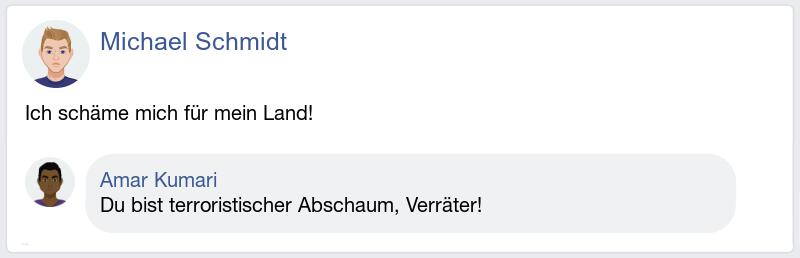 Michael Schmidt
Ich schäme mich für mein Land!
Amar Kumari
Du bist terroristischer Abschaum, Verräter!